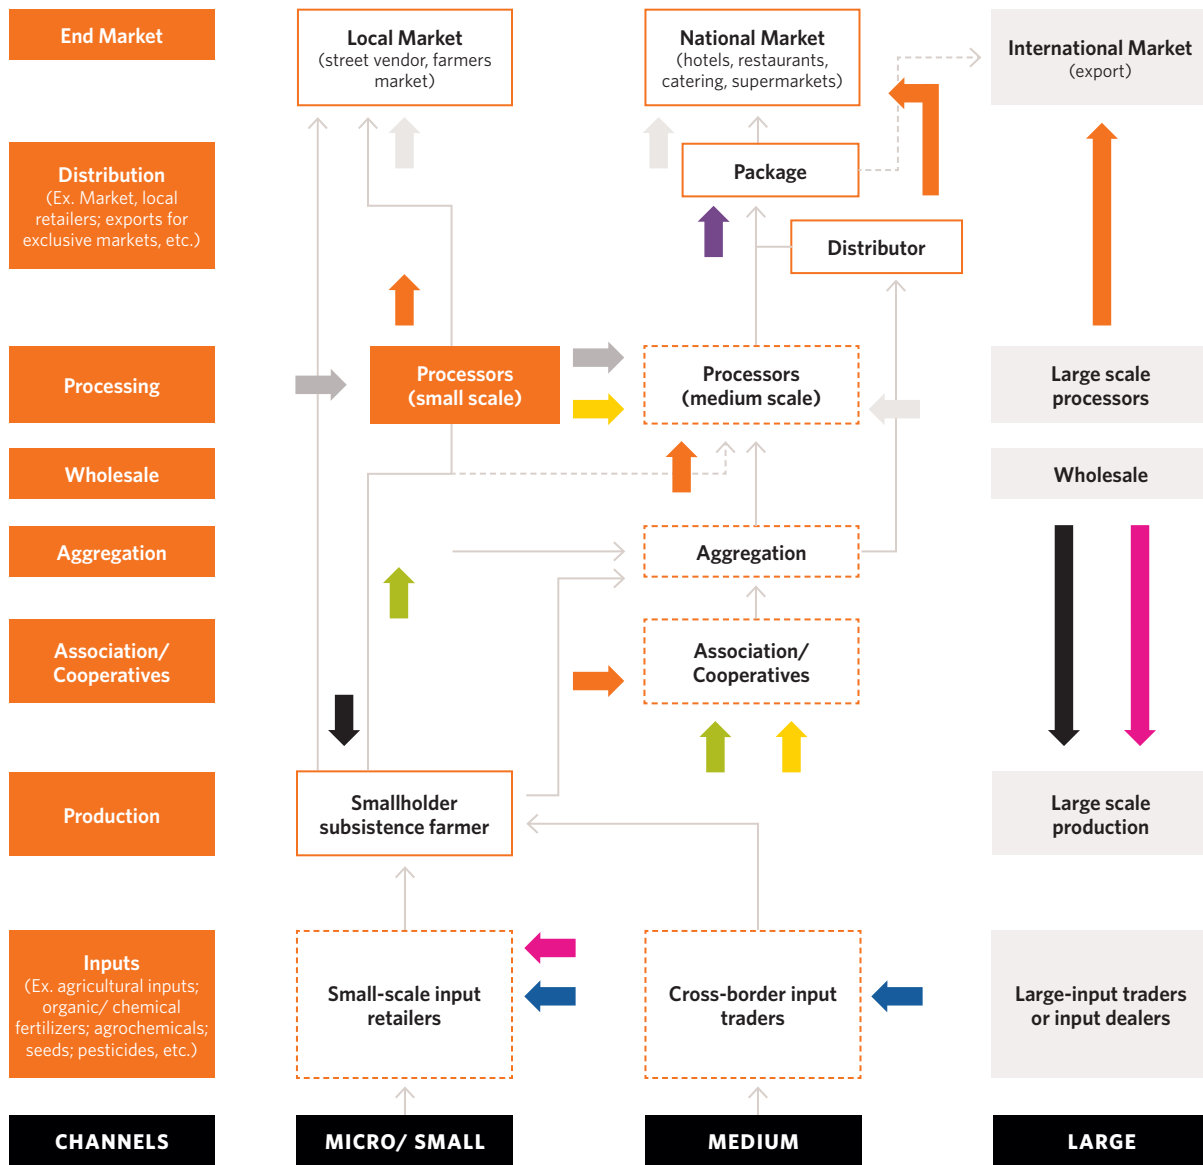 End Market
Local Market
(street vendor, farmers
market)
National Market
(hotels, restaurants,
catering, supermarkets)
International Market
(export)
Distribution
(Ex. Market, local
retailers; exports for
exclusive markets, etc.)
Package
Distributor
Processing
Processors
(small scale)
Processors
(medium scale)
Large scale
processors
Wholesale
Wholesale
Aggregation
Aggregation
Association/
Cooperatives
Association/
Cooperatives
Production
Smallholder
subsistence farmer
Large scale
production
Inputs
(Ex. agricultural inputs;
organic/ chemical
fertilizers; agrochemicals;
seeds; pesticides, etc.)
Small-scale input
retailers
Cross-border input
traders
Large-input traders
or input dealers
CHANNELS
MICRO/ SMALL
MEDIUM
LARGE